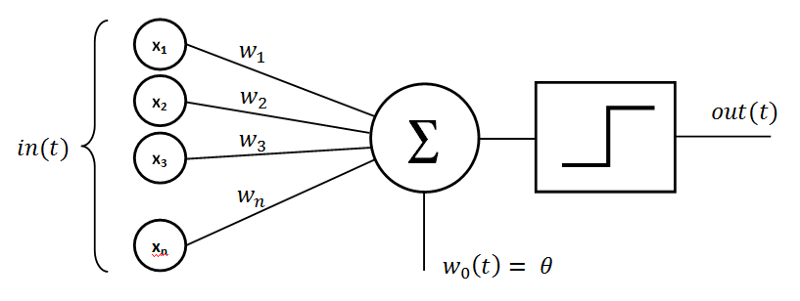 x₁
w₁
x₂
w₂
x₃
w₃
in(t)
xₙ
wₙ
Σ
out(t)
w₀(t) = θ